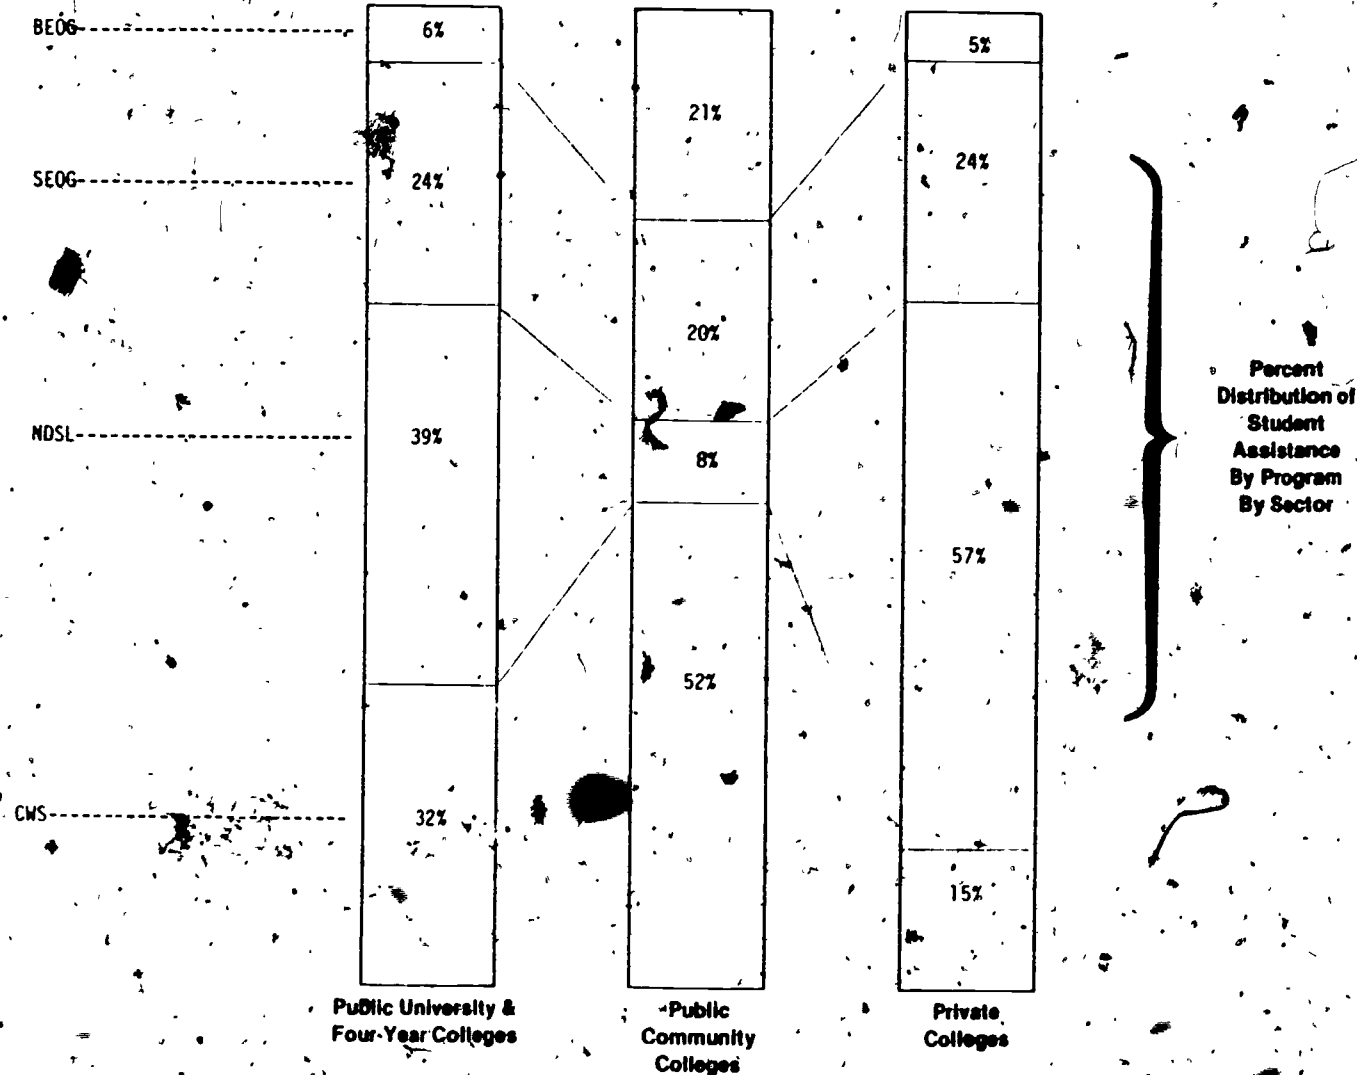 BEOG
6%
5%
21%
24%
24%
SEOG
20%
Percent
Distribution of
Student
Assistance
By Program
By Sector
NDSL
39%
8%
57%
52%
CWS
32%
15%
Public University &
Four-Year Colleges
Public
Community
Colleges
Private
Colleges